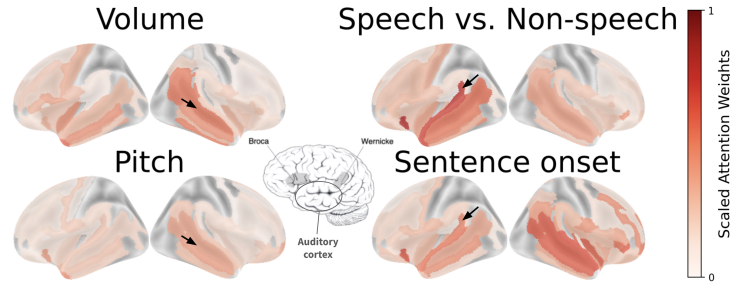 Volume
Speech vs. Non-speech
1
Scaled Attention Weights
Broca
Wernicke
Pitch
Sentence onset
Auditory
cortex
0